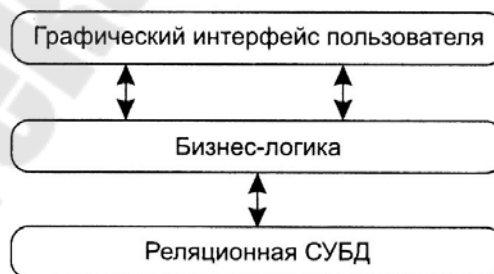 Графический интерфейс пользователя
Бизнес-логика
Реляционная СУБД